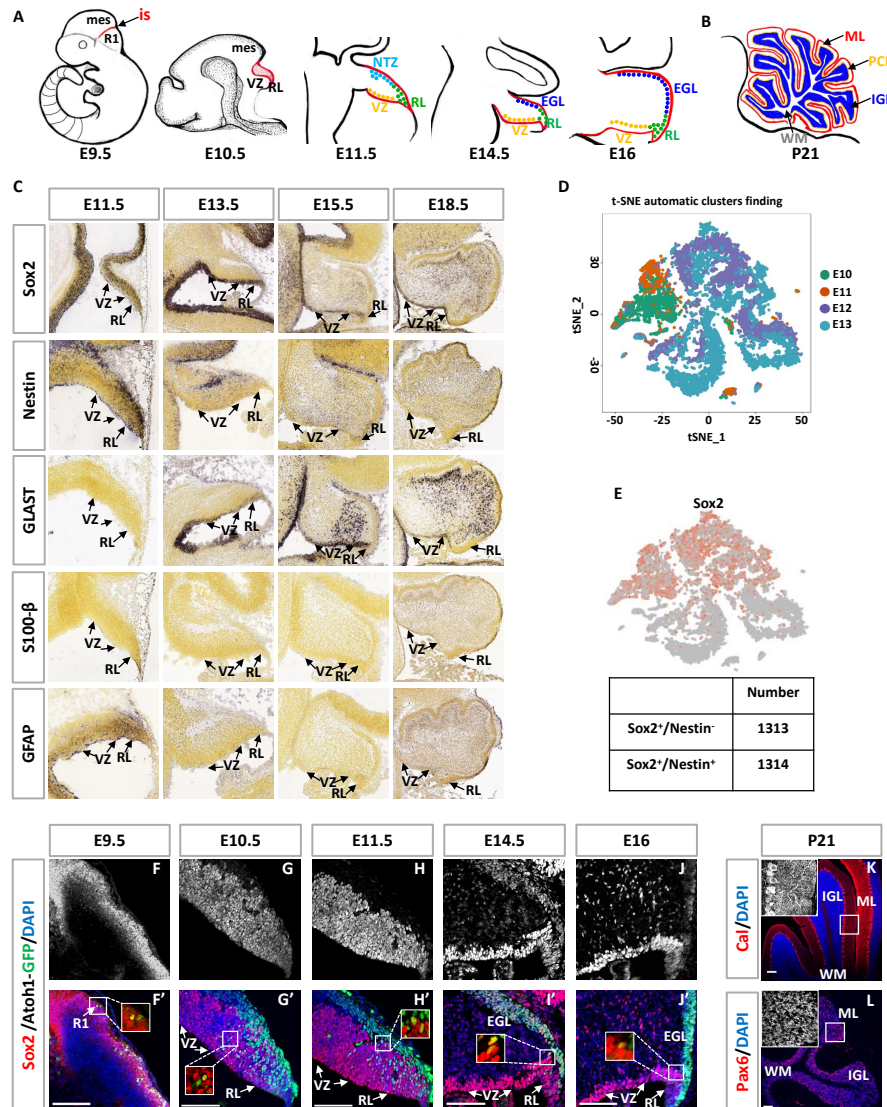 A
mes
is
R1
E9.5
mes
VZ
RL
E10.5
NTZ
RL
VZ
E11.5
EGL
VZ
RL
E14.5
EGL
VZ
RL
E16
B
ML
IGL
WM
P21
C
E11.5 E13.5 E15.5 E18.5
Sox2
VZ RL
VZ RL
VZ RL
VZ RL
Nestin
VZ RL
VZ RL
VZ RL
VZ RL
GLAST
VZ RL
VZ RL
VZ RL
VZ RL
S100-β
VZ RL
VZ RL
VZ RL
VZ RL
GFAP
VZ RL
VZ RL
VZ RL
VZ RL
D
t-SNE automatic clusters finding
tSNE_2
30
0
-30
-50 -25 0 25 50
tSNE_1
E10
E11
E12
E13
E
Sox2
Number
Sox2⁺/Nestin⁻ 1313
Sox2⁺/Nestin⁺ 1314
E9.5 E10.5 E11.5 E14.5 E16 P21
Sox2 /Atoh1-GFP/DAPI
F
G
H
I
J
F'
R1
G'
VZ
RL
H'
VZ
RL
I'
EGL
VZ
RL
J'
EGL
VZ
RL
Cal/DAPI
K
IGL
ML
WM
Pax6/DAPI
L
ML
WM
IGL